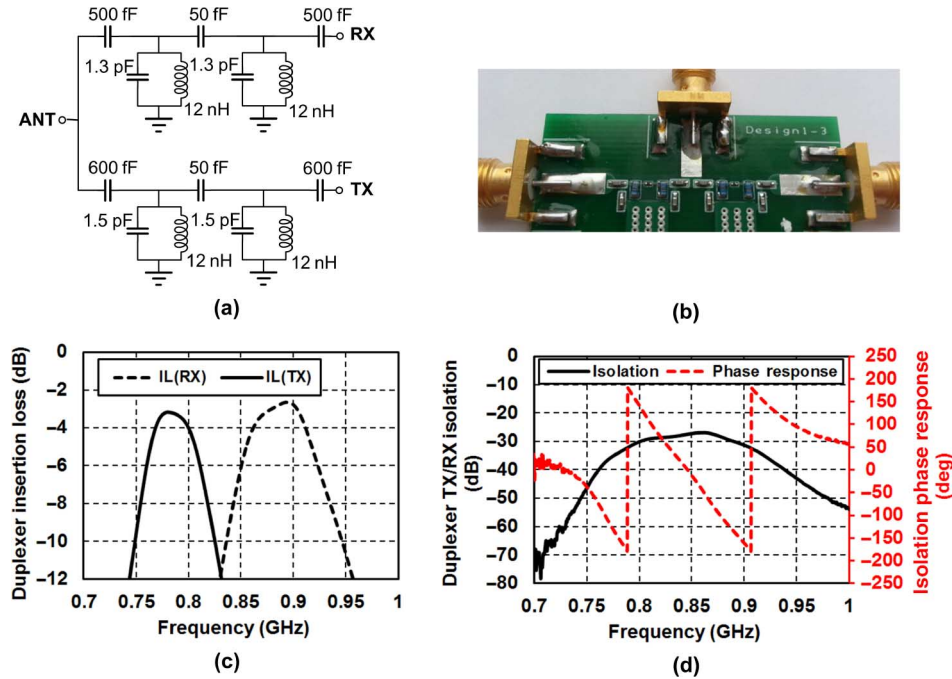 500 fF 50 fF 500 fF
RX
1.3 pF 1.3 pF
12 nH 12 nH
ANT
600 fF 50 fF 600 fF
TX
1.5 pF 1.5 pF
12 nH 12 nH
(a)
Design1-3
(b)
Duplexer insertion loss (dB)
0
−2
−4
−6
−8
−10
−12
IL(RX) IL(TX)
0.7 0.75 0.8 0.85 0.9 0.95 1
Frequency (GHz)
(c)
Duplexer TX/RX isolation
(dB)
0
−10
−20
−30
−40
−50
−60
−70
−80
Isolation Phase response
250
200
150
100
50
0
−50
−100
−150
−200
−250
Isolation phase response
(deg)
0.7 0.75 0.8 0.85 0.9 0.95 1
Frequency (GHz)
(d)